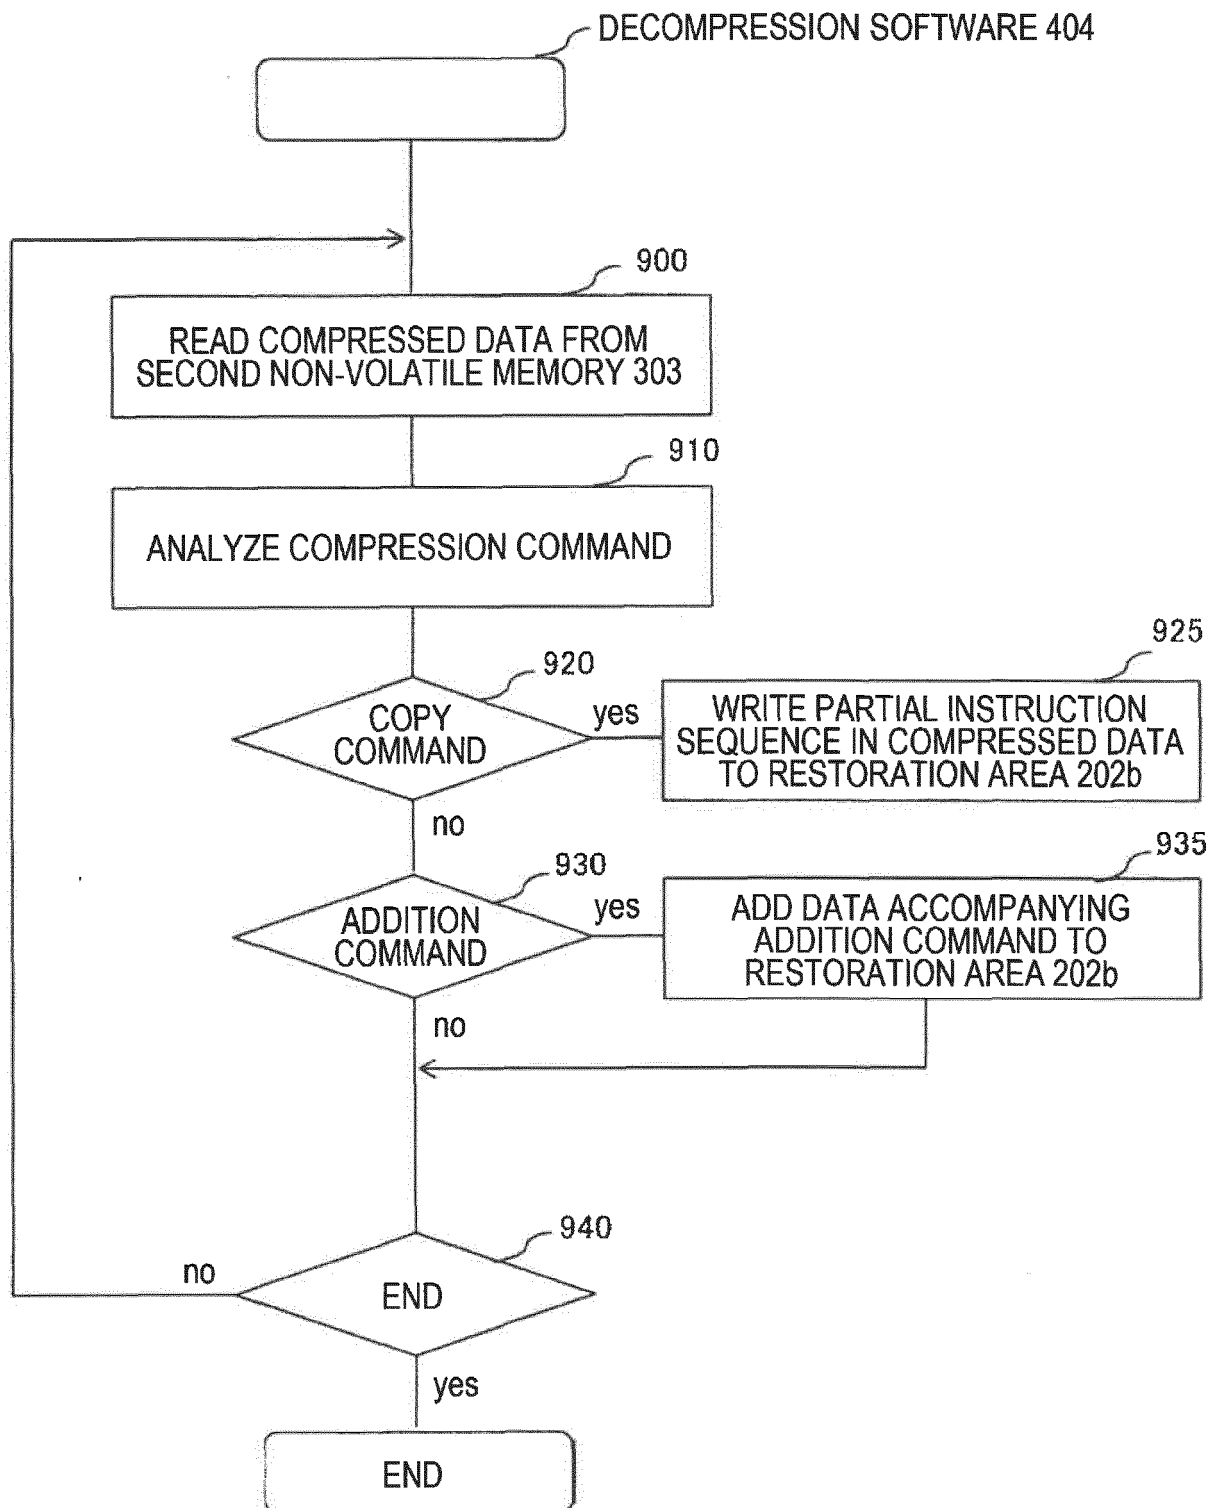 DECOMPRESSION SOFTWARE 404
900
READ COMPRESSED DATA FROM
SECOND NON-VOLATILE MEMORY 303
910
ANALYZE COMPRESSION COMMAND
920
COPY
COMMAND
yes
925
WRITE PARTIAL INSTRUCTION
SEQUENCE IN COMPRESSED DATA
TO RESTORATION AREA 202b
no
930
ADDITION
COMMAND
yes
935
ADD DATA ACCOMPANYING
ADDITION COMMAND TO
RESTORATION AREA 202b
no
940
no
END
yes
END